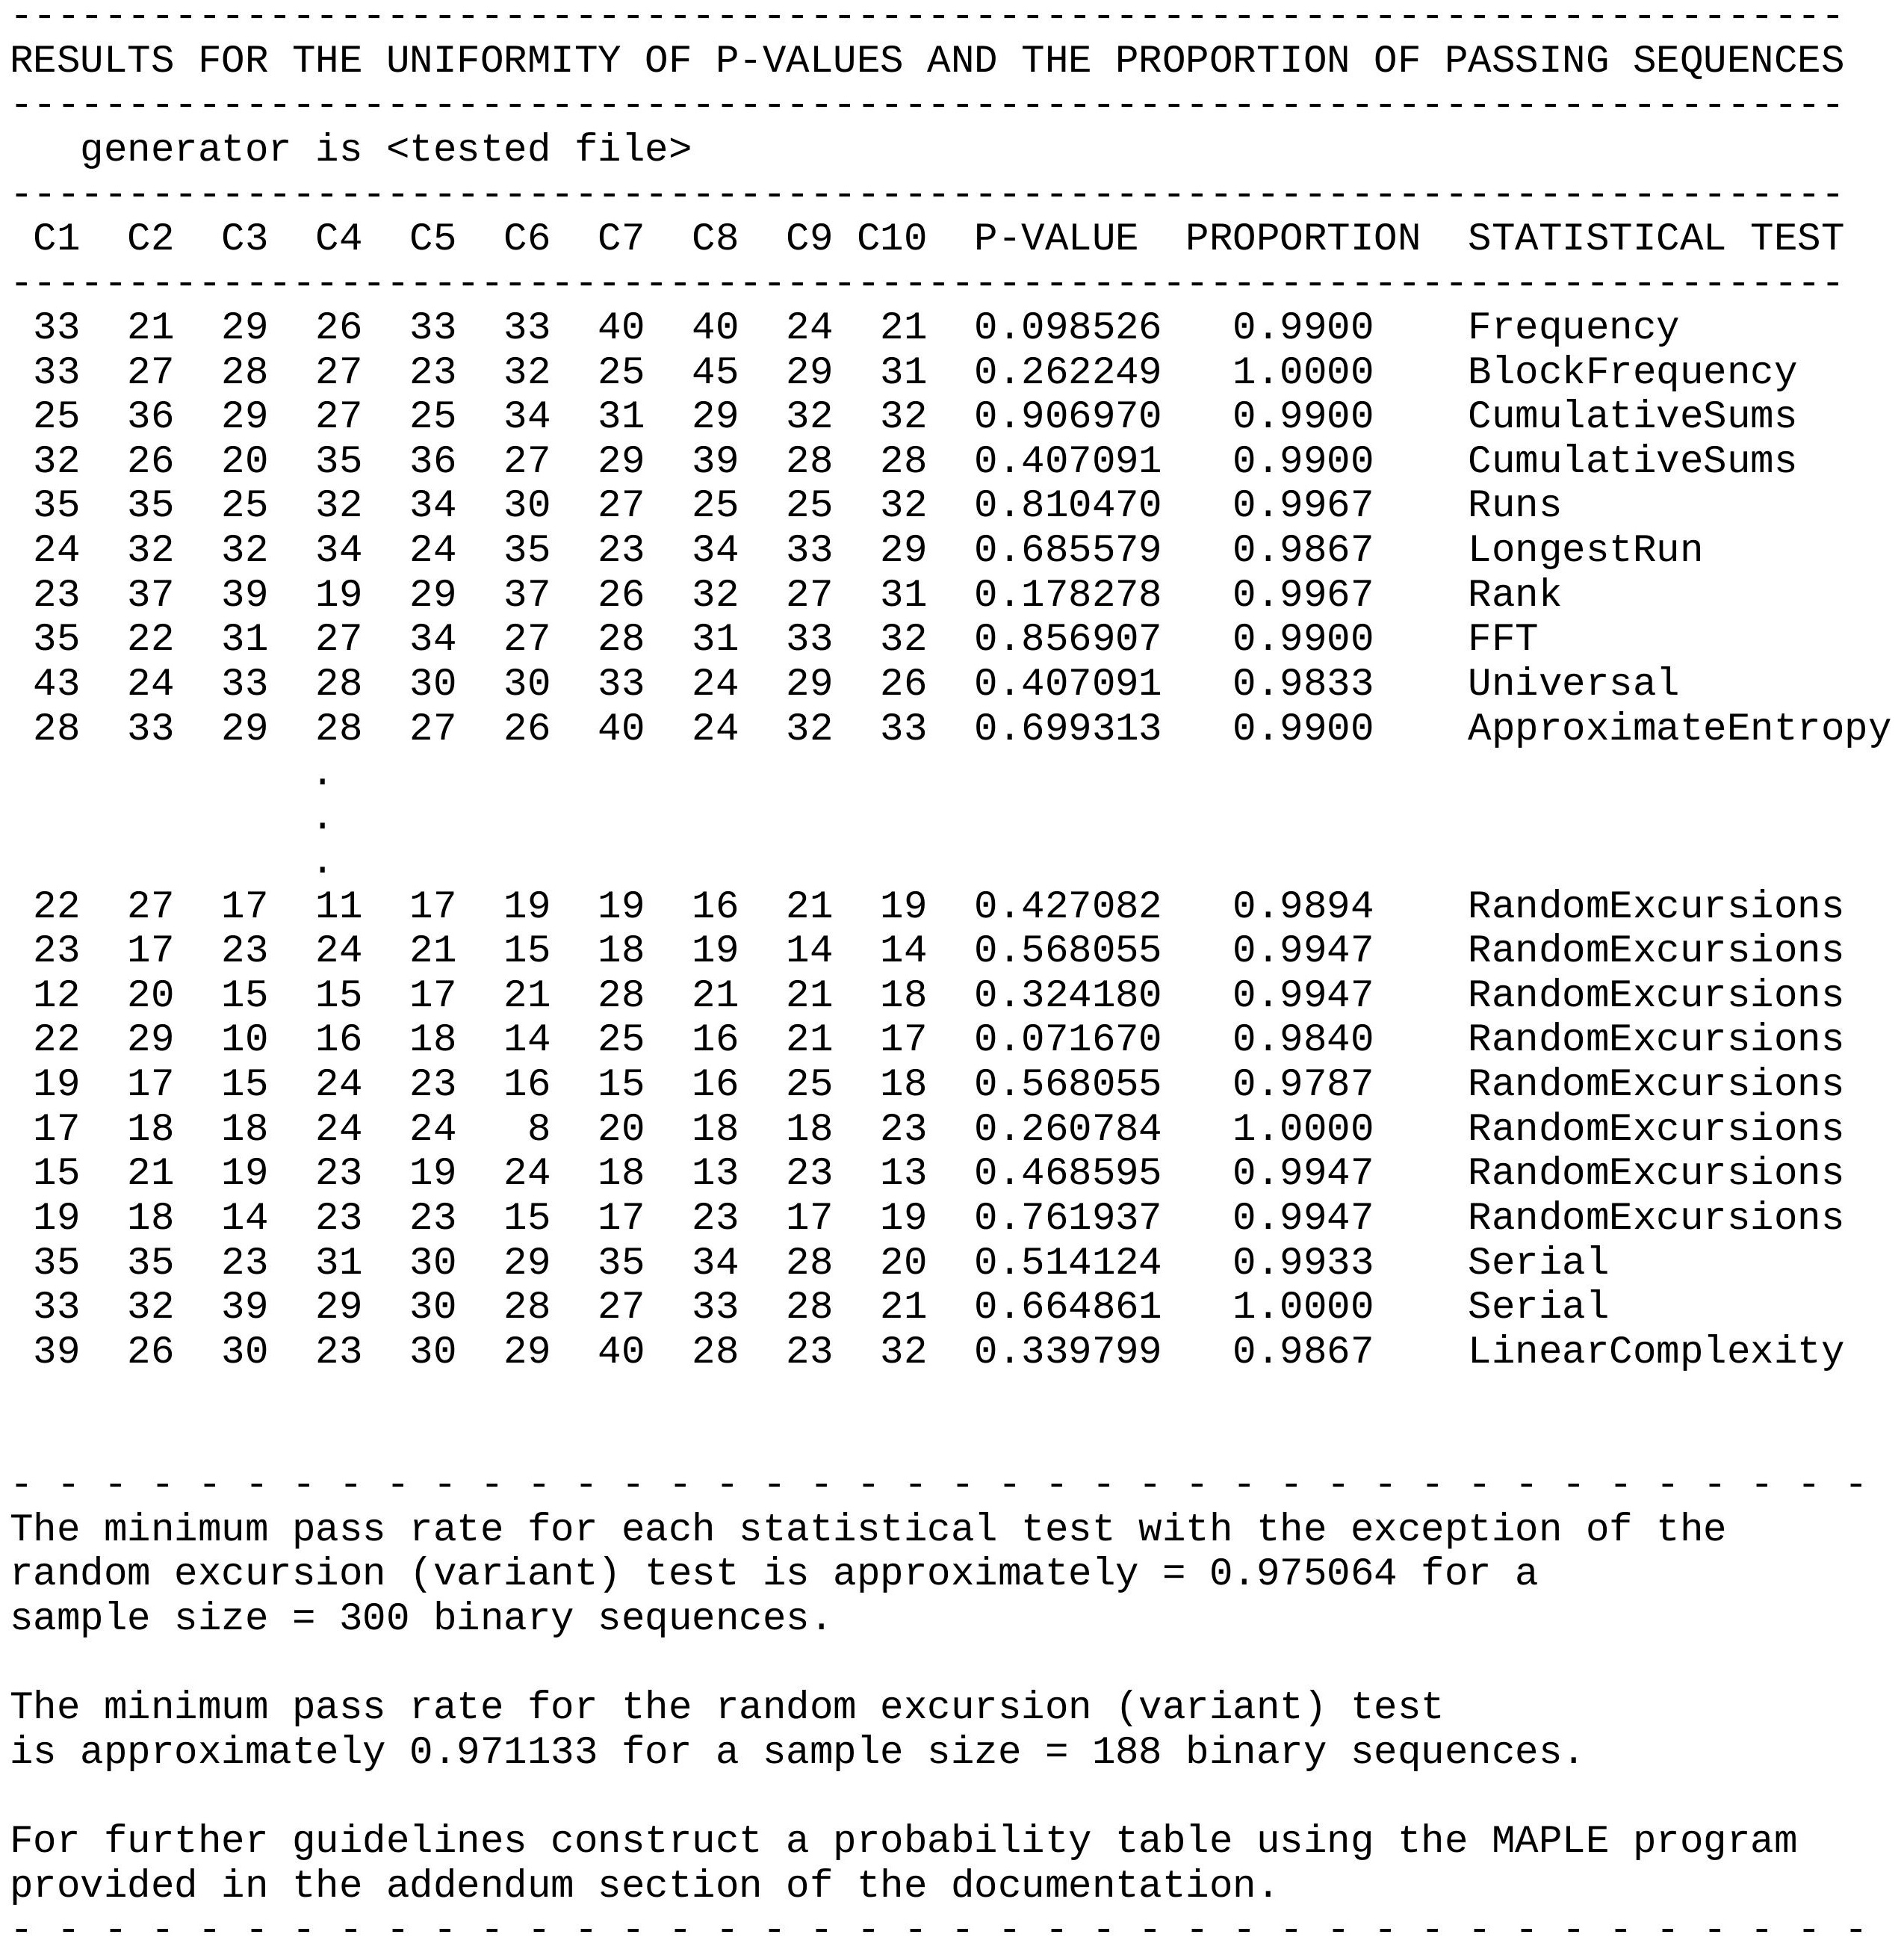 ------------------------------------------------------------------------------
RESULTS FOR THE UNIFORMITY OF P-VALUES AND THE PROPORTION OF PASSING SEQUENCES
------------------------------------------------------------------------------
   generator is <tested file>
------------------------------------------------------------------------------
 C1  C2  C3  C4  C5  C6  C7  C8  C9 C10  P-VALUE  PROPORTION  STATISTICAL TEST
------------------------------------------------------------------------------
 33  21  29  26  33  33  40  40  24  21  0.098526   0.9900    Frequency
 33  27  28  27  23  32  25  45  29  31  0.262249   1.0000    BlockFrequency
 25  36  29  27  25  34  31  29  32  32  0.906970   0.9900    CumulativeSums
 32  26  20  35  36  27  29  39  28  28  0.407091   0.9900    CumulativeSums
 35  35  25  32  34  30  27  25  25  32  0.810470   0.9967    Runs
 24  32  32  34  24  35  23  34  33  29  0.685579   0.9867    LongestRun
 23  37  39  19  29  37  26  32  27  31  0.178278   0.9967    Rank
 35  22  31  27  34  27  28  31  33  32  0.856907   0.9900    FFT
 43  24  33  28  30  30  33  24  29  26  0.407091   0.9833    Universal
 28  33  29  28  27  26  40  24  32  33  0.699313   0.9900    ApproximateEntropy
             .
             .
             .
 22  27  17  11  17  19  19  16  21  19  0.427082   0.9894    RandomExcursions
 23  17  23  24  21  15  18  19  14  14  0.568055   0.9947    RandomExcursions
 12  20  15  15  17  21  28  21  21  18  0.324180   0.9947    RandomExcursions
 22  29  10  16  18  14  25  16  21  17  0.071670   0.9840    RandomExcursions
 19  17  15  24  23  16  15  16  25  18  0.568055   0.9787    RandomExcursions
 17  18  18  24  24   8  20  18  18  23  0.260784   1.0000    RandomExcursions
 15  21  19  23  19  24  18  13  23  13  0.468595   0.9947    RandomExcursions
 19  18  14  23  23  15  17  23  17  19  0.761937   0.9947    RandomExcursions
 35  35  23  31  30  29  35  34  28  20  0.514124   0.9933    Serial
 33  32  39  29  30  28  27  33  28  21  0.664861   1.0000    Serial
 39  26  30  23  30  29  40  28  23  32  0.339799   0.9867    LinearComplexity
- - - - - - - - - - - - - - - - - - - - - - - - - - - - - - - - - - - - - - - -
The minimum pass rate for each statistical test with the exception of the
random excursion (variant) test is approximately = 0.975064 for a
sample size = 300 binary sequences.
The minimum pass rate for the random excursion (variant) test
is approximately 0.971133 for a sample size = 188 binary sequences.
For further guidelines construct a probability table using the MAPLE program
provided in the addendum section of the documentation.
- - - - - - - - - - - - - - - - - - - - - - - - - - - - - - - - - - - - - - - -